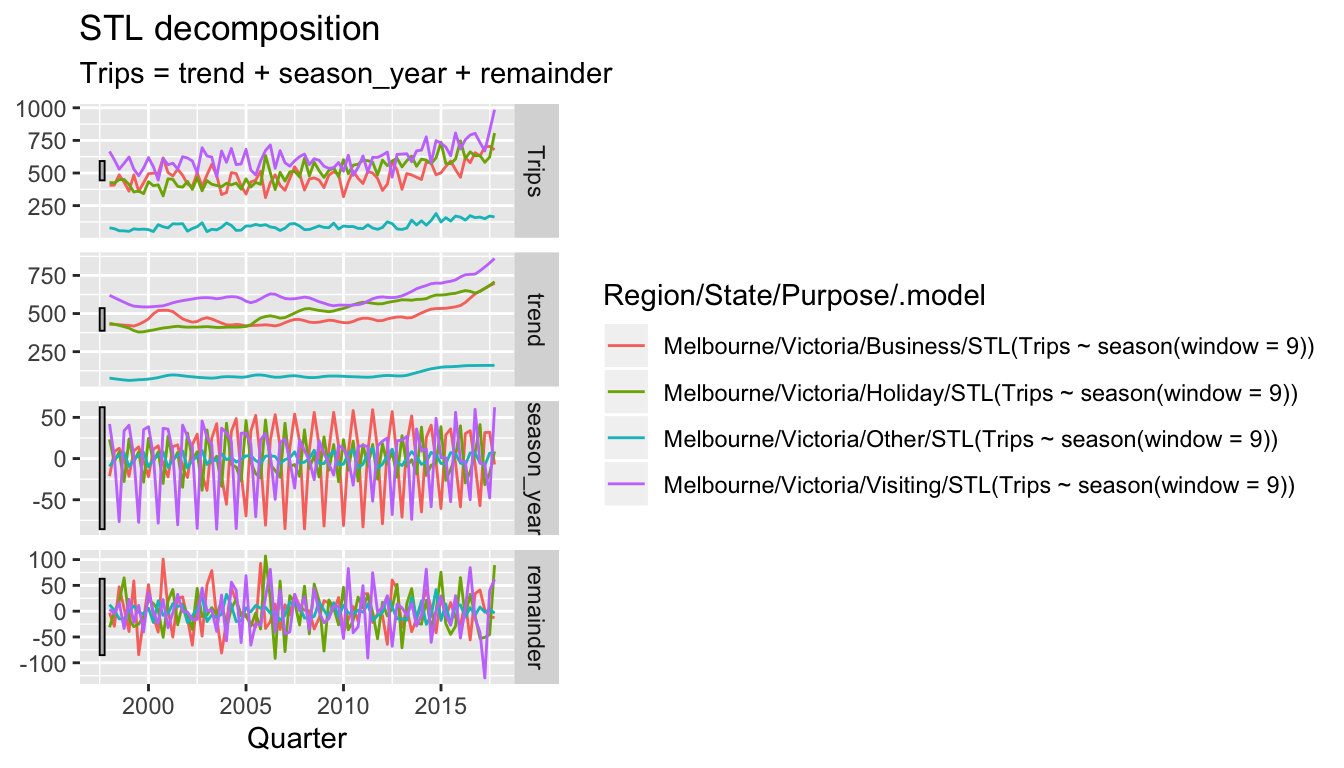 STL decomposition
Trips = trend + season_year + remainder
1000
750
500
250
Trips
750
500
250
trend
50
0
-50
season_year
100
50
0
-50
-100
remainder
2000 2005 2010 2015
Quarter
Region/State/Purpose/.model
Melbourne/Victoria/Business/STL(Trips ~ season(window = 9))
Melbourne/Victoria/Holiday/STL(Trips ~ season(window = 9))
Melbourne/Victoria/Other/STL(Trips ~ season(window = 9))
Melbourne/Victoria/Visiting/STL(Trips ~ season(window = 9))